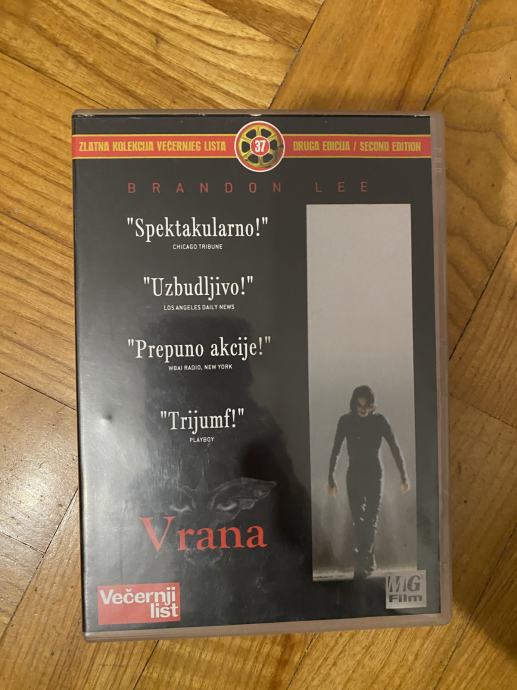 ZLATNA KOLEKCIJA VEČERNJEG LISTA 37 DRUGA EDICIJA / SECOND EDITION
BRANDON LEE
"Spektakularno!"
CHICAGO TRIBUNE
"Uzbudljivo!"
LOS ANGELES DAILY NEWS
"Prepuno akcije!"
WBAI RADIO, NEW YORK
"Trijumf!"
PLAYBOY
Vrana
Večernji
list
MG
Film